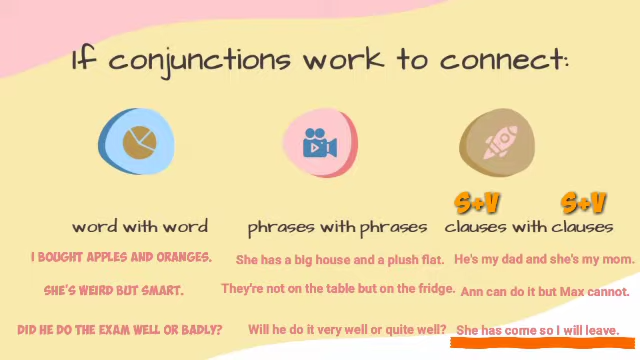 If conjunctions work to connect:
S+V S+V
word with word
phrases with phrases
clauses with clauses
I BOUGHT APPLES AND ORANGES.
She has a big house and a plush flat.
He's my dad and she's my mom.
SHE'S WEIRD BUT SMART.
They're not on the table but on the fridge.
Ann can do it but Max cannot.
DID HE DO THE EXAM WELL OR BADLY?
Will he do it very well or quite well?
She has come so I will leave.